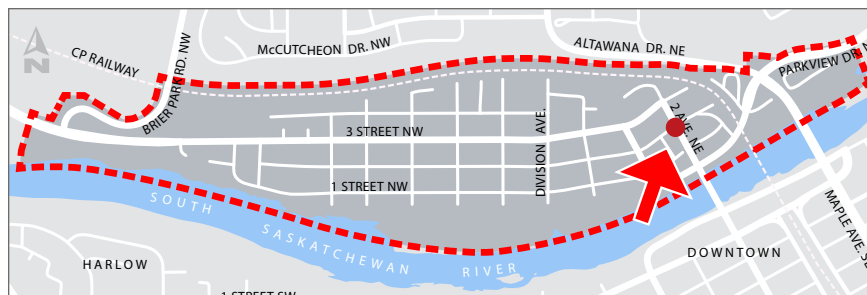 McCUTCHEON DR. NW
ALTAWANA DR. NE
CP RAILWAY
N
BRIER PARK RD. NW
PARKVIEW DR. N
2 AVE. NE
3 STREET NW
DIVISION AVE.
1 STREET NW
SOUTH
SASKATCHEWAN
RIVER
MAPLE AVE. SE
DOWNTOWN
HARLOW
1 STREET SW